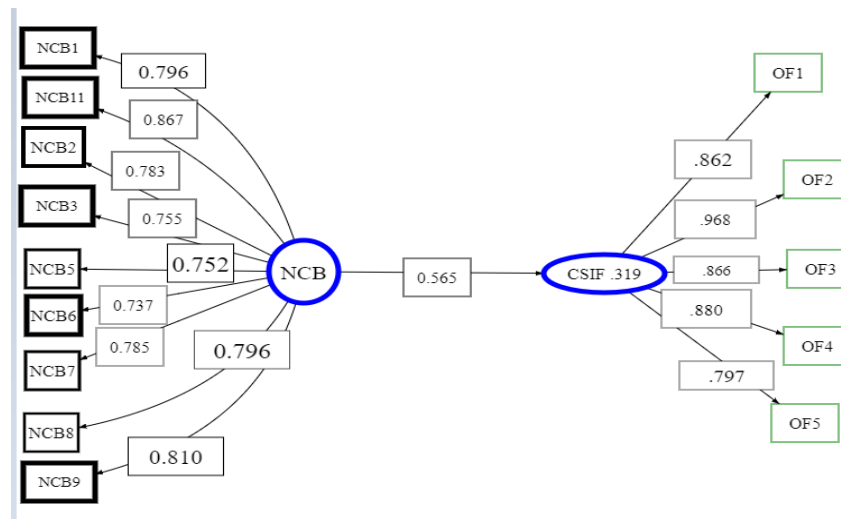 NCB1
0.796
NCB11
0.867
NCB2
0.783
NCB3
0.755
NCB5
0.752
NCB6
0.737
NCB7
0.785
NCB8
0.796
NCB9
0.810
NCB
0.565
CSIF .319
OF1
.862
OF2
.968
OF3
.866
OF4
.880
OF5
.797